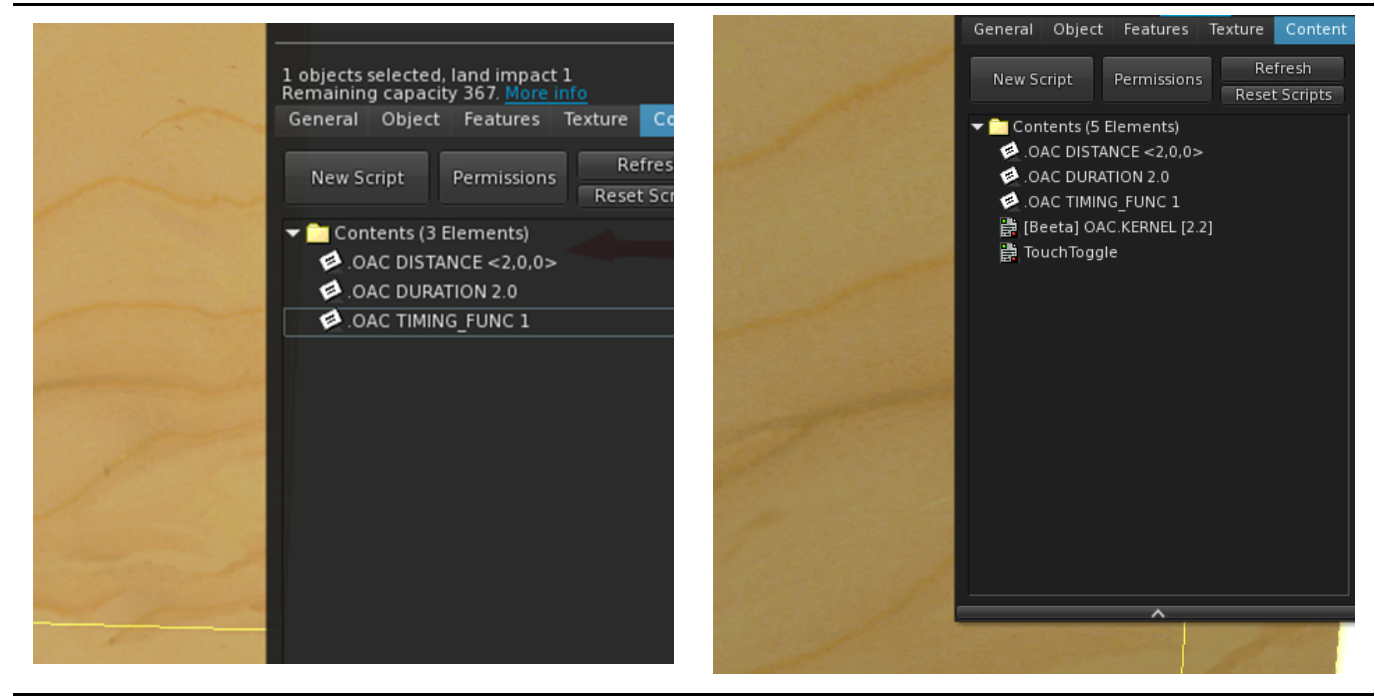 1 objects selected, land impact 1
Remaining capacity 367. More info
General Object Features Texture Co
New Script Permissions Refres
Reset Scr
Contents (3 Elements)
.OAC DISTANCE <2,0,0>
.OAC DURATION 2.0
.OAC TIMING_FUNC 1
General Object Features Texture Content
New Script Permissions Refresh
Reset Scripts
Contents (5 Elements)
.OAC DISTANCE <2,0,0>
.OAC DURATION 2.0
.OAC TIMING_FUNC 1
[Beeta] OAC.KERNEL [2.2]
TouchToggle